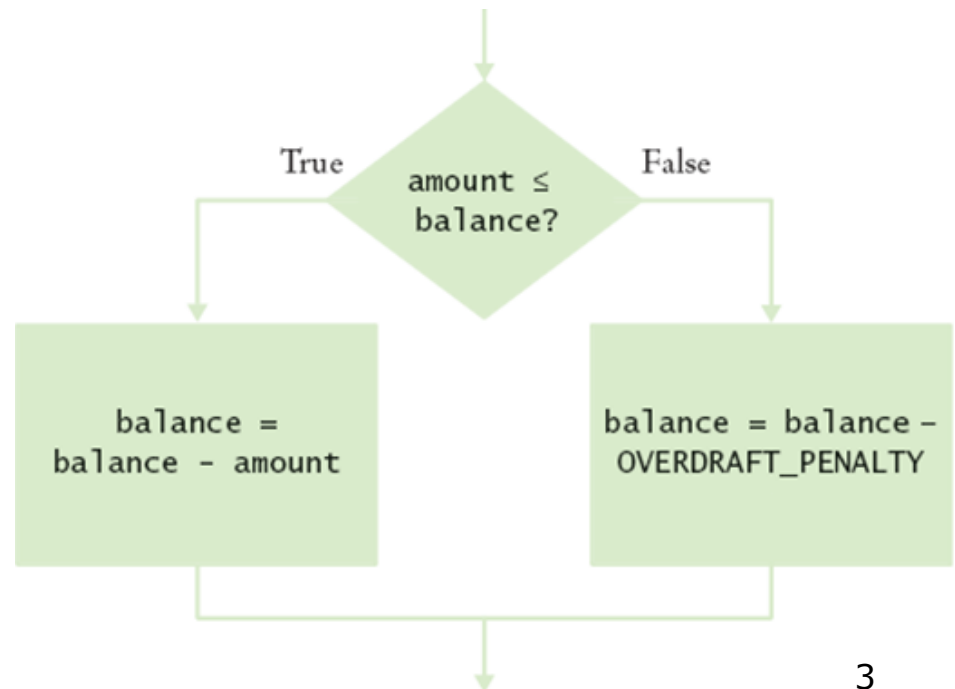 True
False
amount ≤
balance?
balance =
balance - amount
balance = balance –
OVERDRAFT_PENALTY
3